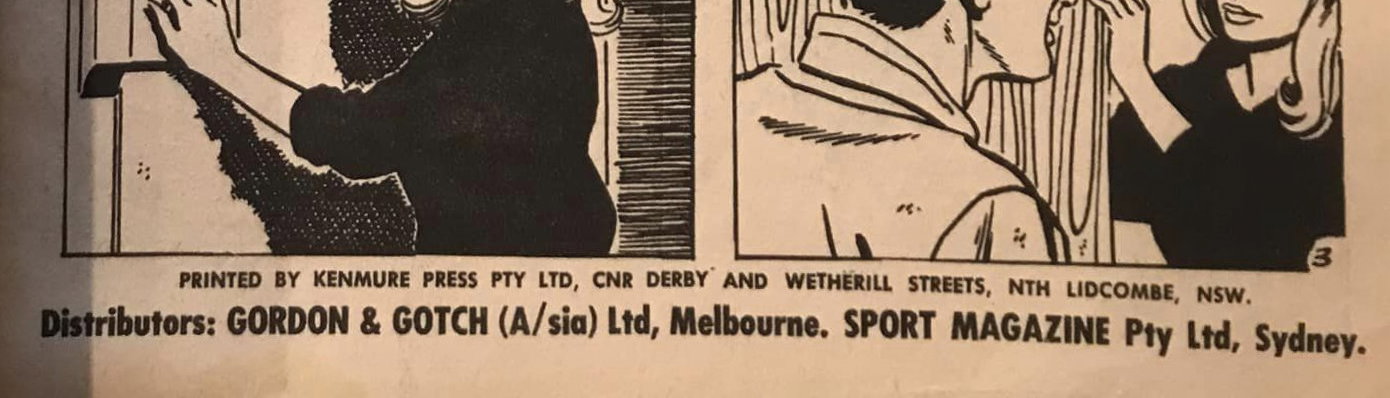 3
PRINTED BY KENMURE PRESS PTY LTD, CNR DERBY AND WETHERILL STREETS, NTH LIDCOMBE, NSW.
Distributors: GORDON & GOTCH (A/sia) Ltd, Melbourne. SPORT MAGAZINE Pty Ltd, Sydney.